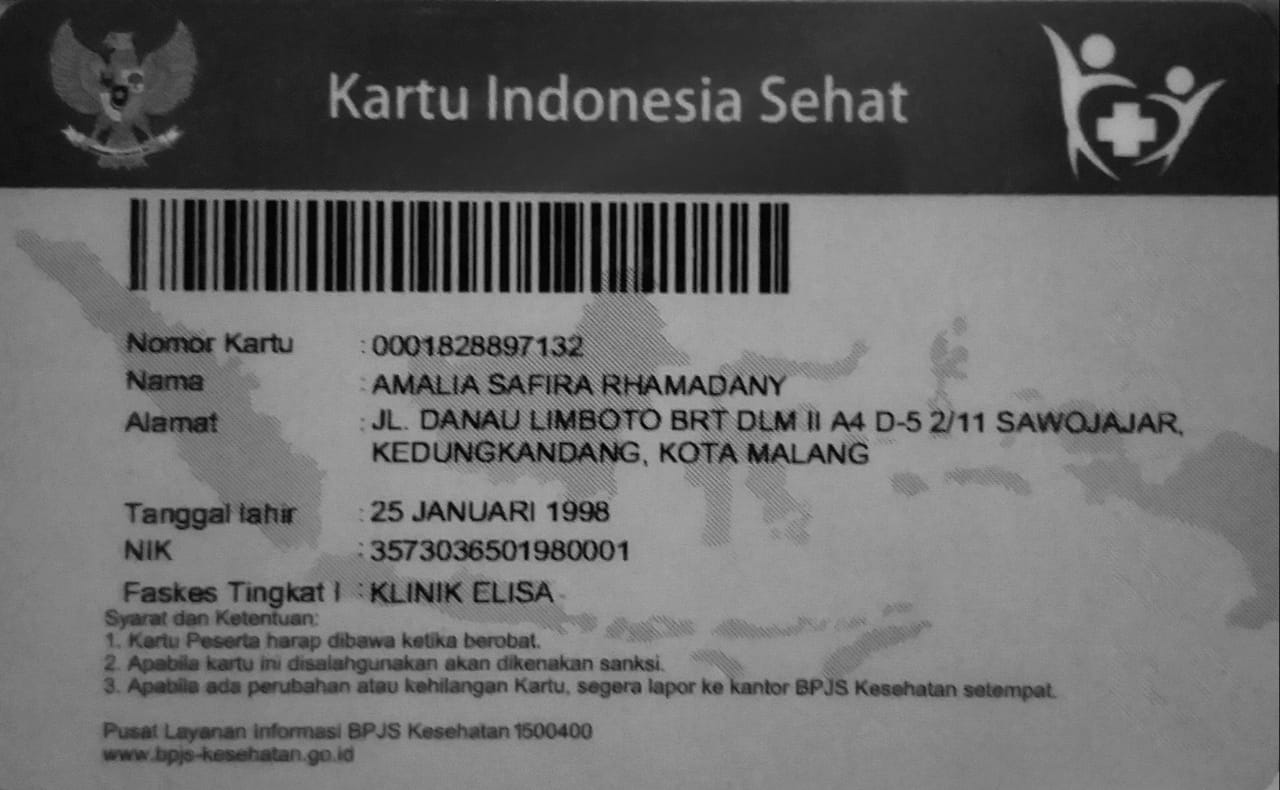 Kartu Indonesia Sehat
Nomor Kartu : 0001828897132
Nama : AMALIA SAFIRA RHAMADANY
Alamat : JL. DANAU LIMBOTO BRT DLM II A4 D-5 2/11 SAWOJAJAR,
KEDUNGKANDANG, KOTA MALANG
Tanggal lahir : 25 JANUARI 1998
NIK : 3573036501980001
Faskes Tingkat I : KLINIK ELISA
Syarat dan Ketentuan:
1. Kartu Peserta harap dibawa ketika berobat.
2. Apabila kartu ini disalahgunakan akan dikenakan sanksi.
3. Apabila ada perubahan atau kehilangan Kartu, segera lapor ke kantor BPJS Kesehatan setempat.
Pusat Layanan Informasi BPJS Kesehatan 1500400
www.bpjs-kesehatan.go.id